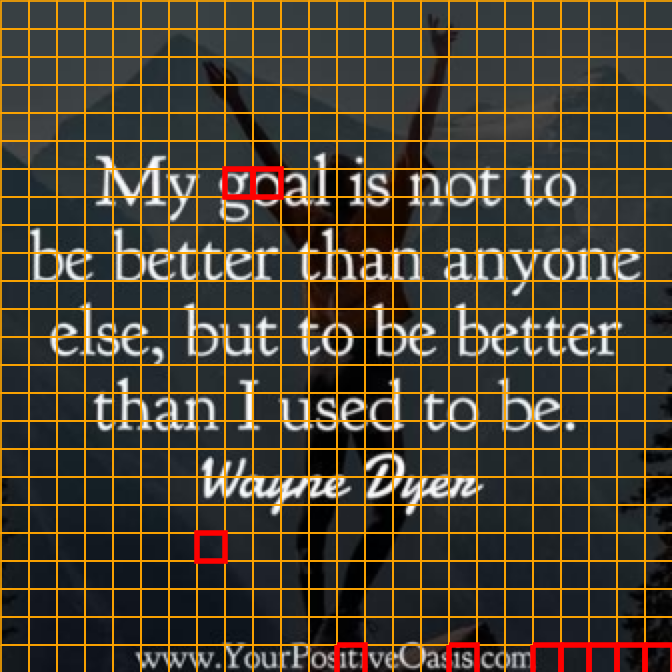 My goal is not to
be better than anyone
else, but to be better
than I used to be.
Wayne Dyer
www.YourPositiveOasis.com